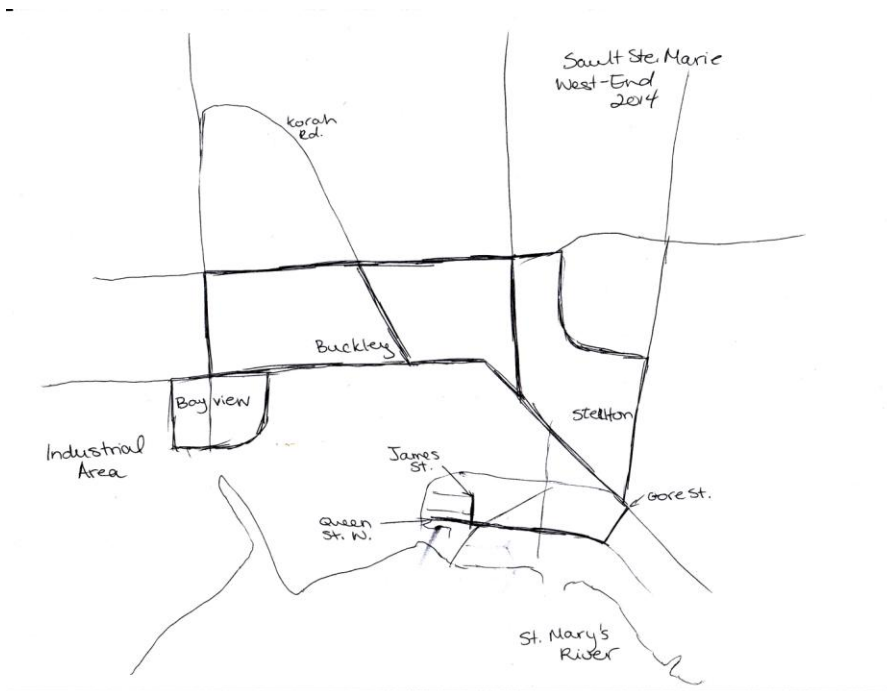 Sault Ste. Marie
West-End
2014
Korah
Rd.
Buckley
Bay view
Steelton
Industrial
Area
James
St.
Gore St.
Queen
St. W.
St. Mary's
River